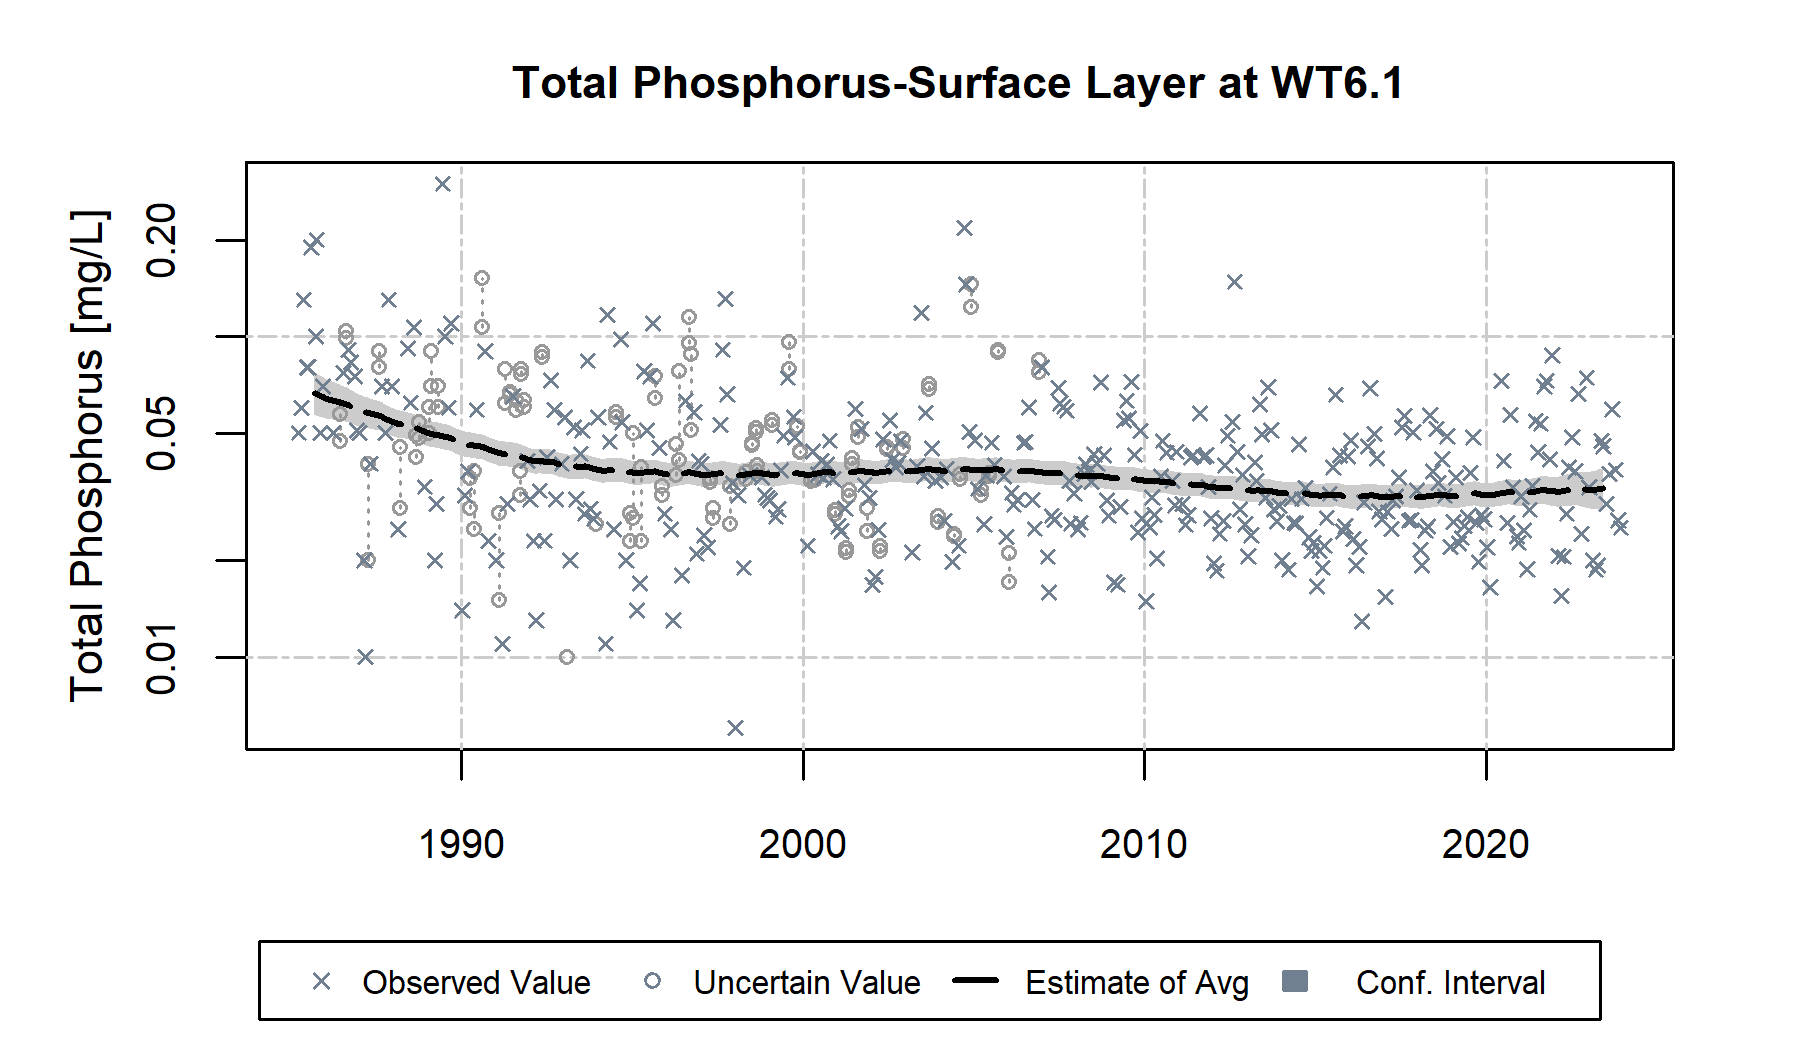 Total Phosphorus-Surface Layer at WT6.1
Total Phosphorus [mg/L]
0.20
0.05
0.01
1990 2000 2010 2020
Observed Value Uncertain Value Estimate of Avg Conf. Interval